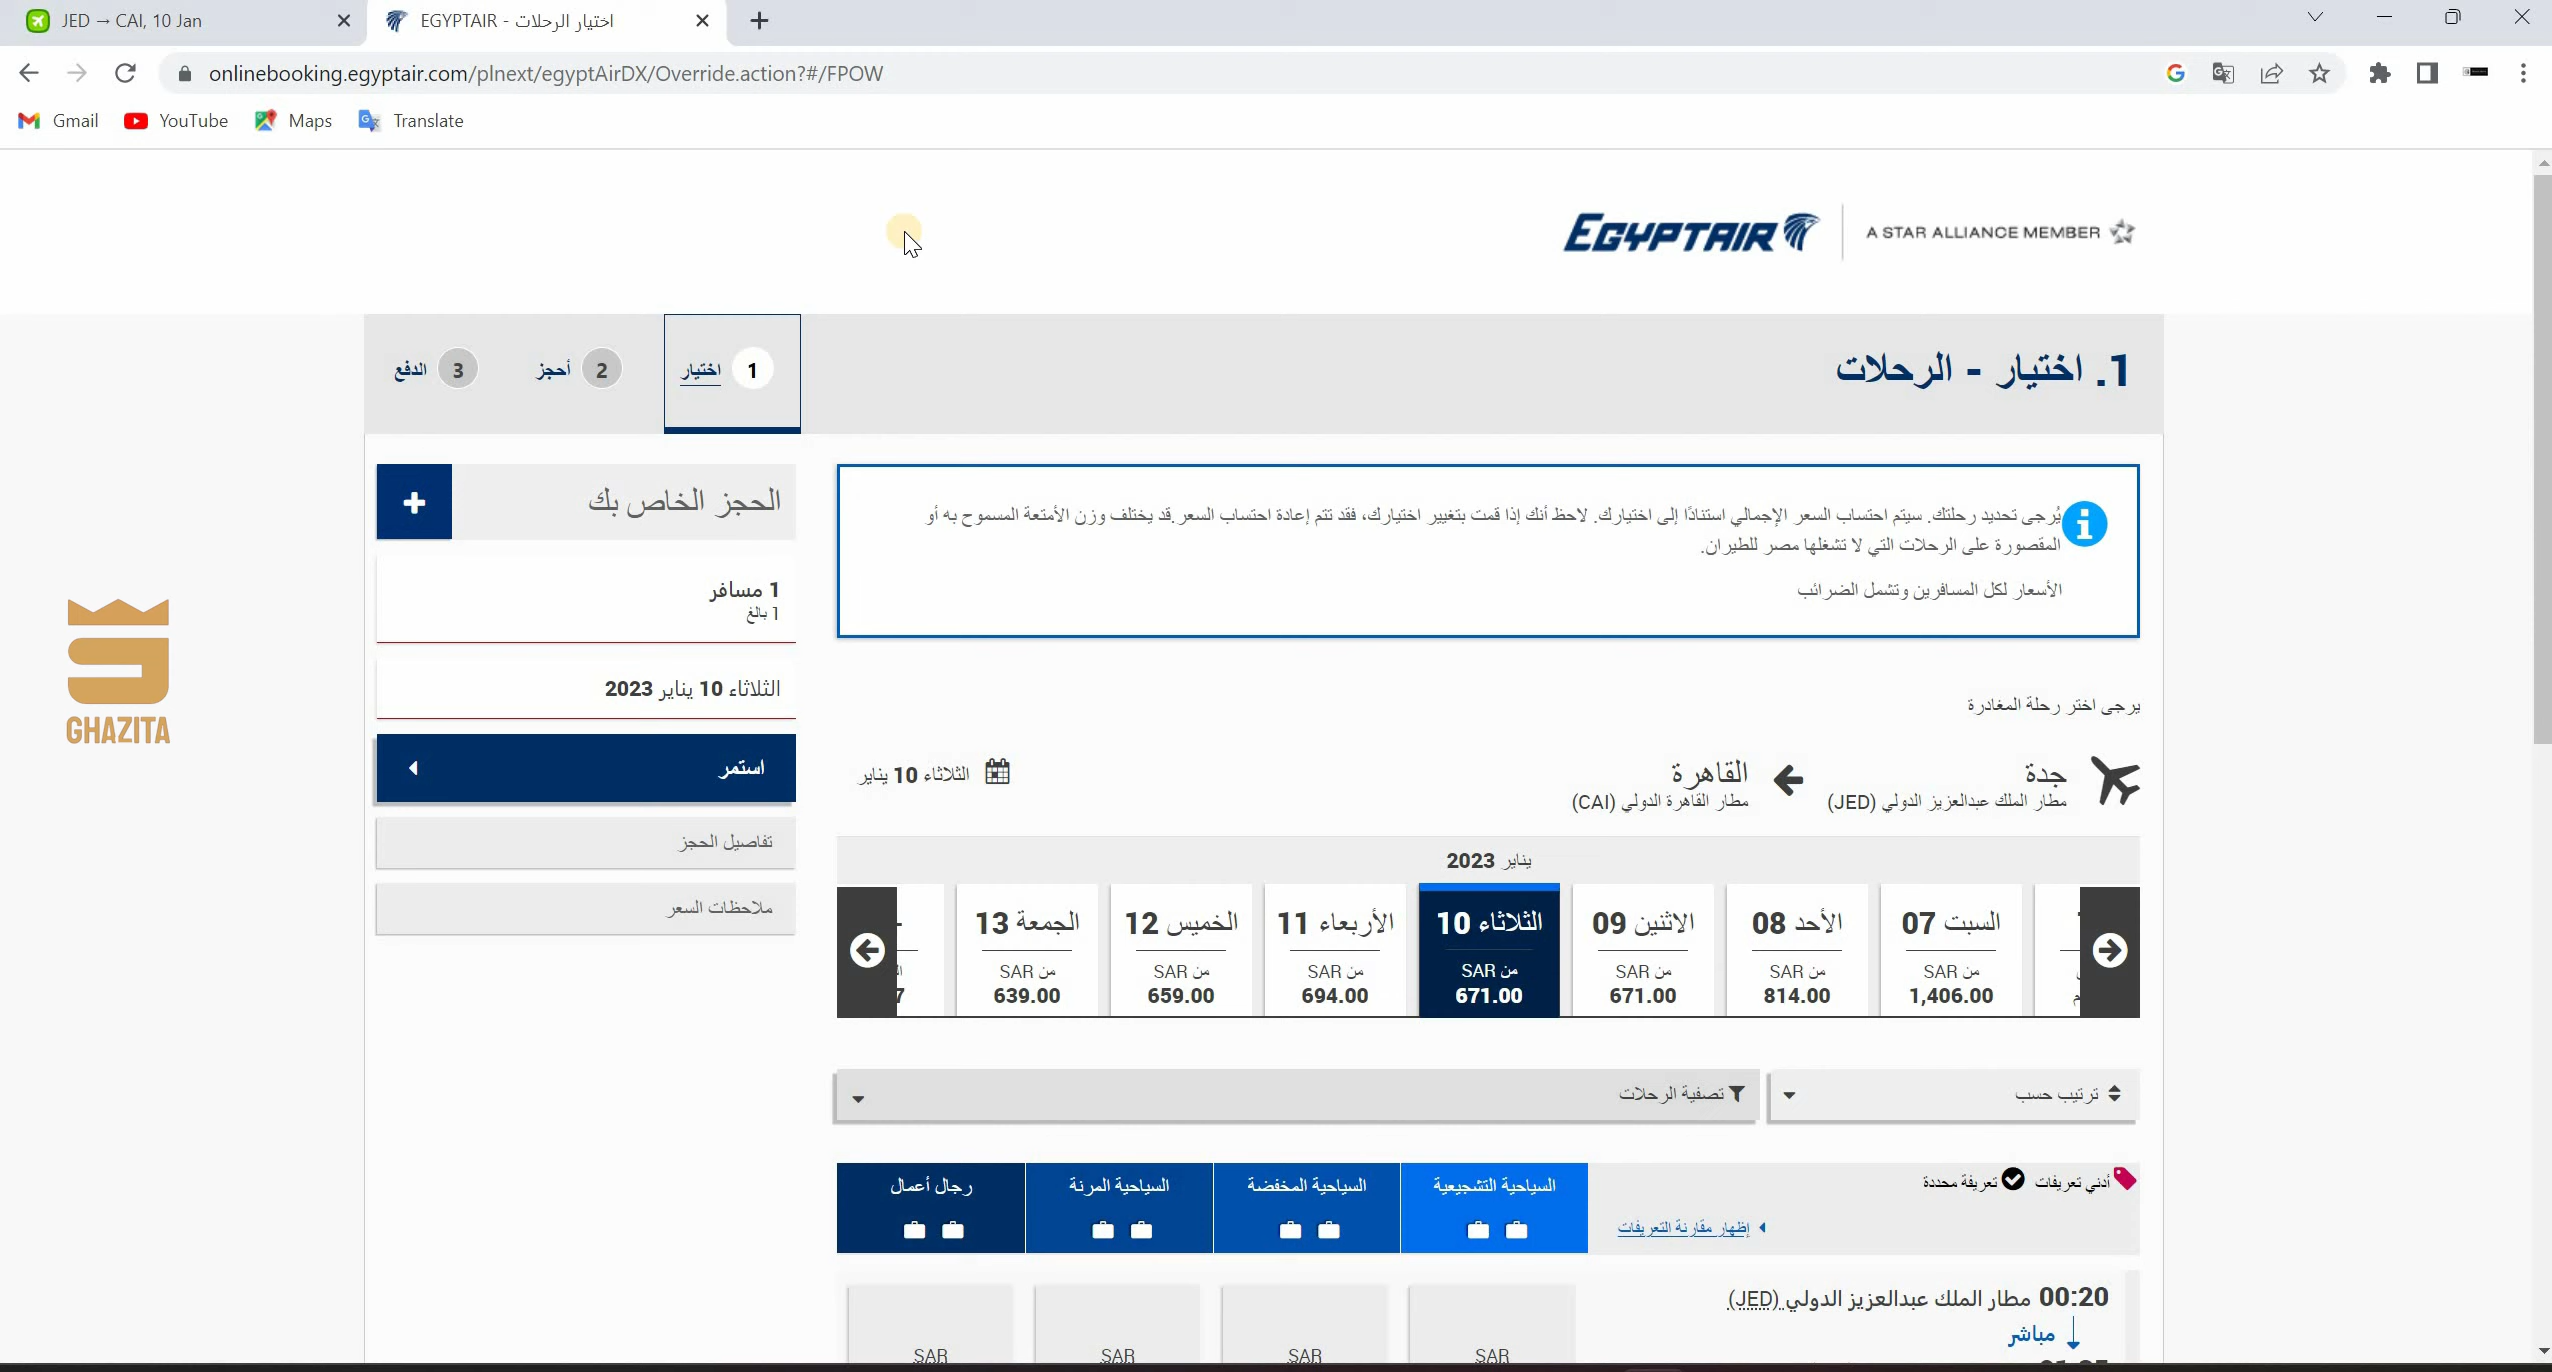 JED → CAI, 10 Jan
EGYPTAIR - اختيار الرحلات
onlinebooking.egyptair.com/plnext/egyptAirDX/Override.action?#/FPOW
Gmail
YouTube
Maps
Translate
EGYPTAIR
A STAR ALLIANCE MEMBER
1. اختيار - الرحلات
1 اختيار
2 أحجز
3 الدفع
يُرجى تحديد رحلتك. سيتم احتساب السعر الإجمالي استنادًا إلى اختيارك. لاحظ أنك إذا قمت بتغيير اختيارك، فقد تتم إعادة احتساب السعر.قد يختلف وزن الأمتعة المسموح به أو
المقصورة على الرحلات التي لا تشغلها مصر للطيران.
الأسعار لكل المسافرين وتشمل الضرائب
الحجز الخاص بك
1 مسافر
1 بالغ
الثلاثاء 10 يناير 2023
استمر
تفاصيل الحجز
ملاحظات السعر
GHAZITA
يرجى اختر رحلة المغادرة
جدة
مطار الملك عبدالعزيز الدولي (JED)
القاهرة
مطار القاهرة الدولي (CAI)
الثلاثاء 10 يناير
يناير 2023
السبت 07
من SAR
1,406.00
الأحد 08
من SAR
814.00
الاثنين 09
من SAR
671.00
الثلاثاء 10
من SAR
671.00
الأربعاء 11
من SAR
694.00
الخميس 12
من SAR
659.00
الجمعة 13
من SAR
639.00
ترتيب حسب
تصفية الرحلات
أدني تعريفات
تعريفة محددة
إظهار مقارنة التعريفات
السياحية التشجيعية
السياحية المخفضة
السياحية المرنة
رجال أعمال
00:20 مطار الملك عبدالعزيز الدولي (JED)
مباشر
SAR
SAR
SAR
SAR